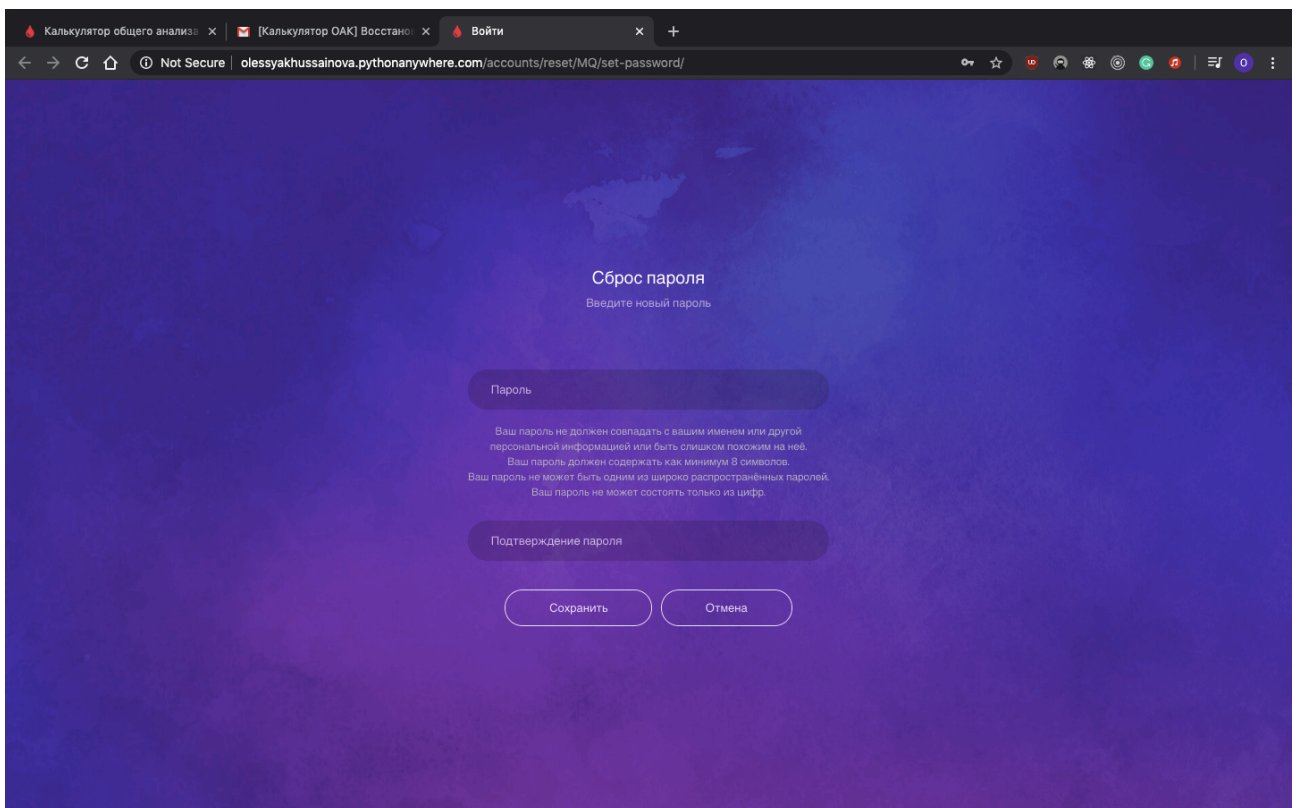 Калькулятор общего анализа
[Калькулятор ОАК] Восстано
Войти
Not Secure | olessyakhussainova.pythonanywhere.com/accounts/reset/MQ/set-password/
Сброс пароля
Введите новый пароль
Пароль
Ваш пароль не должен совпадать с вашим именем или другой
персональной информацией или быть слишком похожим на неё.
Ваш пароль должен содержать как минимум 8 символов.
Ваш пароль не может быть одним из широко распространённых паролей.
Ваш пароль не может состоять только из цифр.
Подтверждение пароля
Сохранить
Отмена